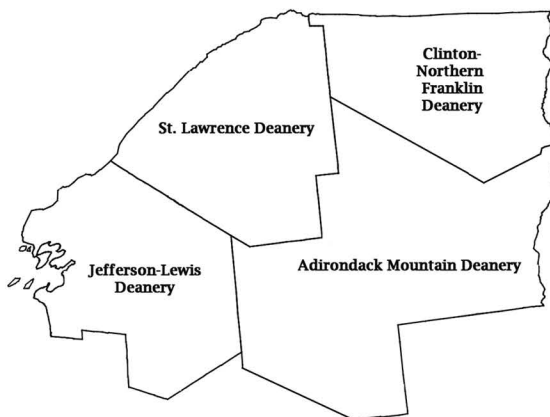 Clinton-
Northern
Franklin
Deanery
St. Lawrence Deanery
Jefferson-Lewis
Deanery
Adirondack Mountain Deanery